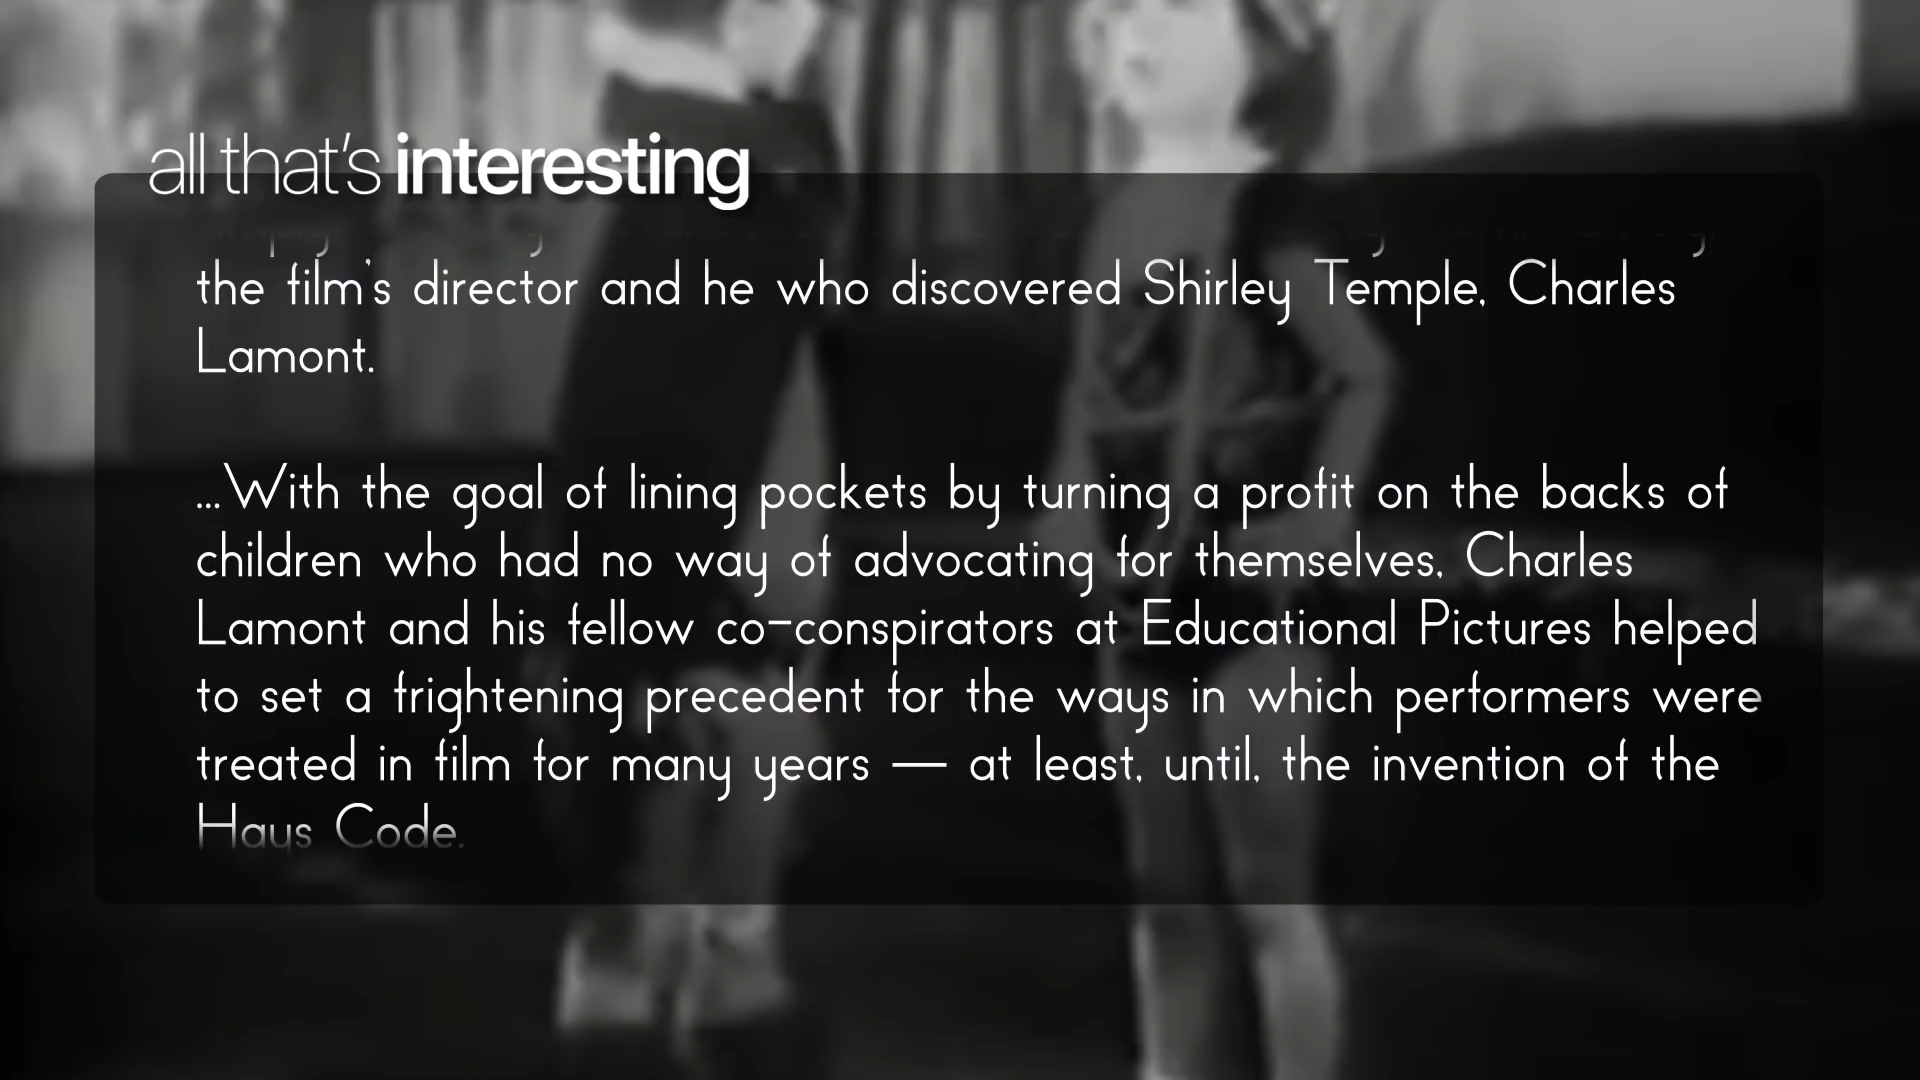 all that's interesting
the film's director and he who discovered Shirley Temple, Charles
Lamont.
...With the goal of lining pockets by turning a profit on the backs of
children who had no way of advocating for themselves, Charles
Lamont and his fellow co-conspirators at Educational Pictures helped
to set a frightening precedent for the ways in which performers were
treated in film for many years — at least, until, the invention of the
Hays Code.